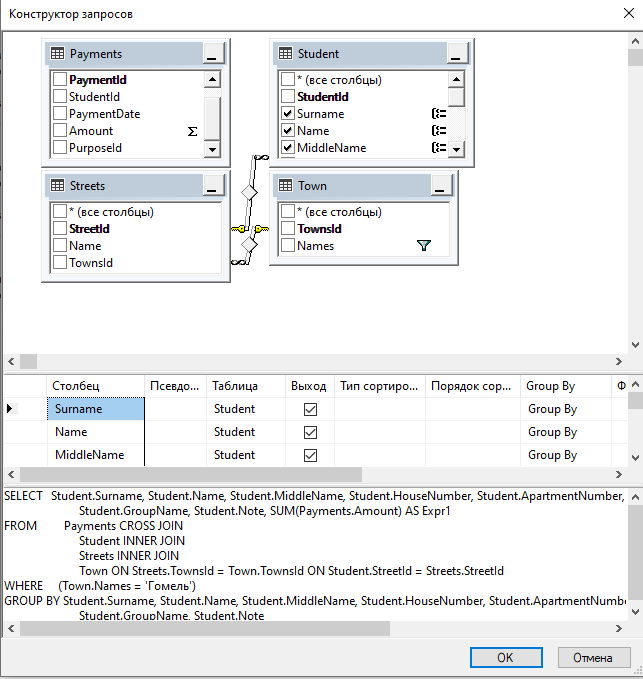 Конструктор запросов
Payments
PaymentId
StudentId
PaymentDate
Amount
PurposeId
Student
* (все столбцы)
StudentId
Surname
Name
MiddleName
Streets
* (все столбцы)
StreetId
Name
TownsId
Town
* (все столбцы)
TownsId
Names
Столбец Псевдо... Таблица Выход Тип сортиро... Порядок сор... Group By Ф
Surname Student Group By
Name Student Group By
MiddleName Student Group By
SELECT Student.Surname, Student.Name, Student.MiddleName, Student.HouseNumber, Student.ApartmentNumber,
Student.GroupName, Student.Note, SUM(Payments.Amount) AS Expr1
FROM Payments CROSS JOIN
Student INNER JOIN
Streets INNER JOIN
Town ON Streets.TownsId = Town.TownsId ON Student.StreetId = Streets.StreetId
WHERE (Town.Names = 'Гомель')
GROUP BY Student.Surname, Student.Name, Student.MiddleName, Student.HouseNumber, Student.ApartmentNumbe
Student.GroupName, Student.Note
OK Отмена